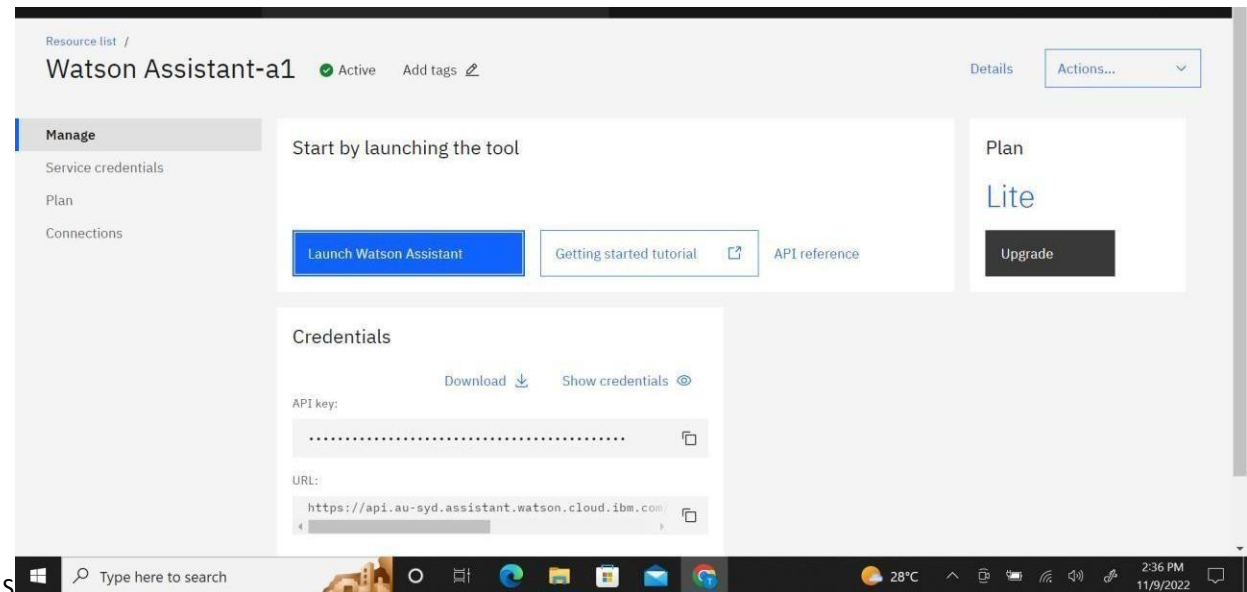 Resource list /
Watson Assistant-a1 Active Add tags Details Actions...
Manage
Service credentials
Plan
Connections
Start by launching the tool
Launch Watson Assistant Getting started tutorial API reference
Plan
Lite
Upgrade
Credentials
Download Show credentials
API key:
............................................
URL:
https://api.au-syd.assistant.watson.cloud.ibm.com/
S
Type here to search 28°C 2:36 PM
11/9/2022